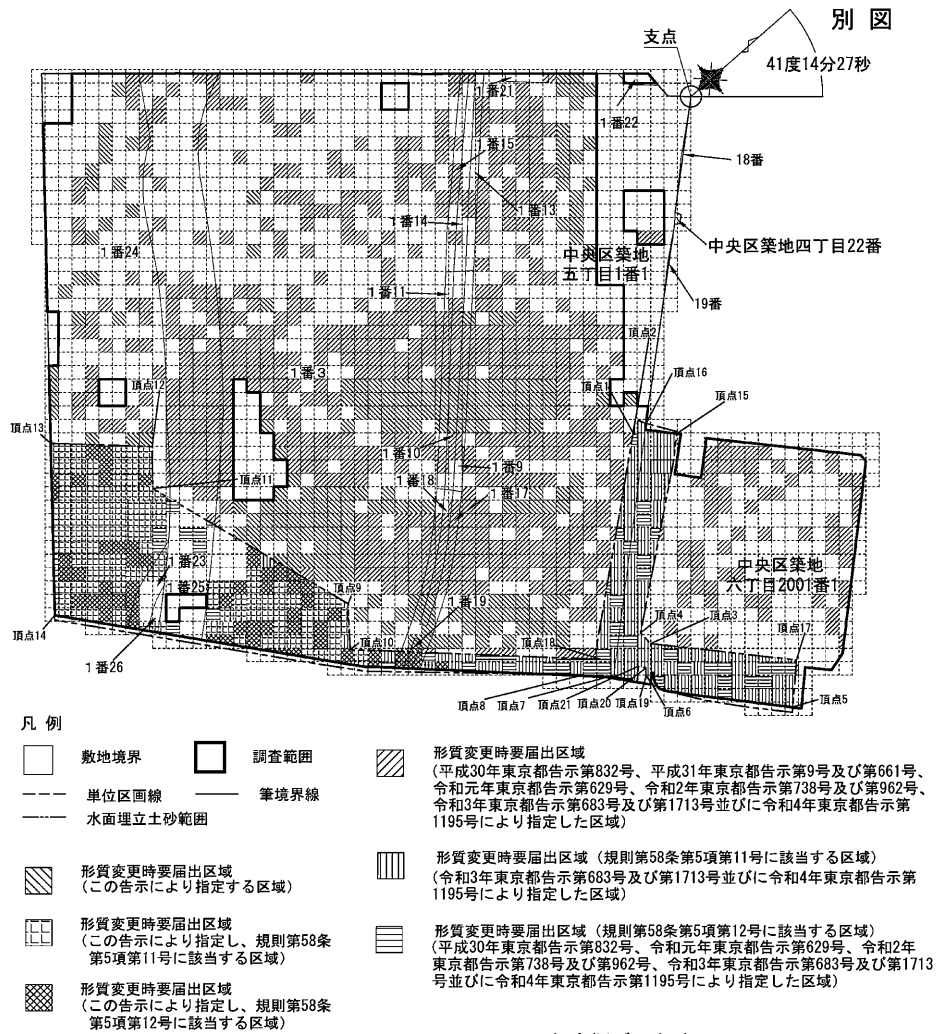 別 図
支点
41度14分27秒
1番21
1番22
18番
1番15
1番13
1番14
中央区築地四丁目22番
1番24
中央区築地
五丁目1番1
1番11
19番
頂点2
1番3
頂点12
頂点1
頂点16
頂点15
頂点13
1番10
1番9
頂点11
1番18
1番17
1番23
中央区築地
六丁目2001番1
1番25
頂点9
1番19
頂点4
頂点3
頂点17
頂点14
頂点10
頂点18
1番26
頂点8
頂点7
頂点21
頂点20
頂点19
頂点6
頂点5
凡 例
敷地境界
調査範囲
単位区画線
筆境界線
水面埋立土砂範囲
形質変更時要届出区域
(この告示により指定する区域)
形質変更時要届出区域
(この告示により指定し、規則第58条
第5項第11号に該当する区域)
形質変更時要届出区域
(この告示により指定し、規則第58条
第5項第12号に該当する区域)
形質変更時要届出区域
(平成30年東京都告示第832号、平成31年東京都告示第9号及び第661号、
令和元年東京都告示第629号、令和2年東京都告示第738号及び第962号、
令和3年東京都告示第683号及び第1713号並びに令和4年東京都告示第
1195号により指定した区域)
形質変更時要届出区域(規則第58条第5項第11号に該当する区域)
(令和3年東京都告示第683号及び第1713号並びに令和4年東京都告示第
1195号により指定した区域)
形質変更時要届出区域(規則第58条第5項第12号に該当する区域)
(平成30年東京都告示第832号、令和元年東京都告示第629号、令和2年
東京都告示第738号及び第962号、令和3年東京都告示第683号及び第1713
号並びに令和4年東京都告示第1195号により指定した区域)